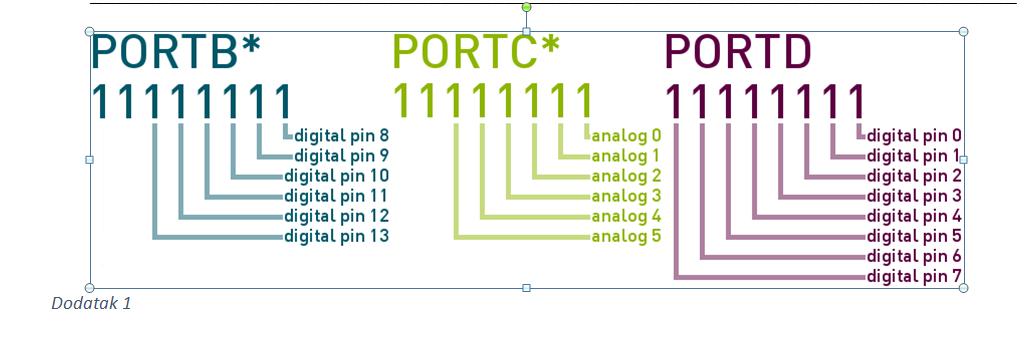 PORTB*
11111111
digital pin 8
digital pin 9
digital pin 10
digital pin 11
digital pin 12
digital pin 13
PORTC*
11111111
analog 0
analog 1
analog 2
analog 3
analog 4
analog 5
PORTD
11111111
digital pin 0
digital pin 1
digital pin 2
digital pin 3
digital pin 4
digital pin 5
digital pin 6
digital pin 7
Dodatak 1